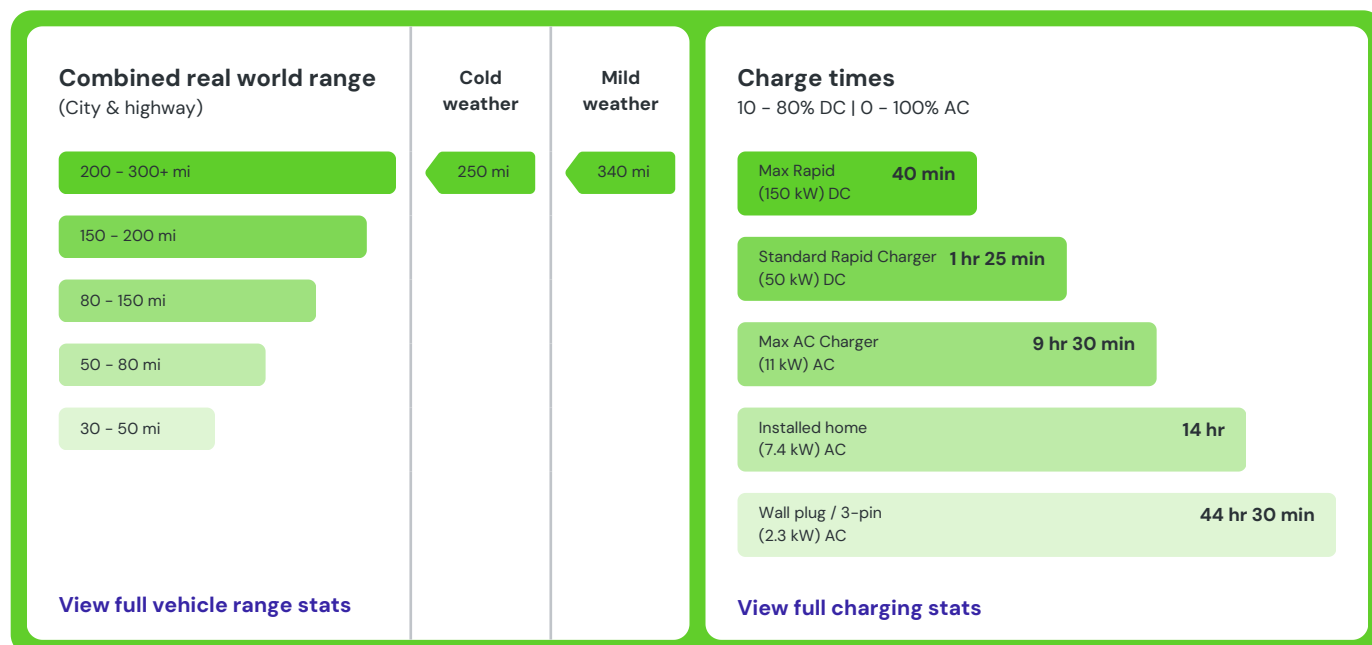 Combined real world range
(City & highway)
Cold
weather
Mild
weather
200 - 300+ mi
250 mi
340 mi
150 - 200 mi
80 - 150 mi
50 - 80 mi
30 - 50 mi
View full vehicle range stats
Charge times
10 - 80% DC | 0 - 100% AC
Max Rapid
(150 kW) DC
40 min
Standard Rapid Charger
(50 kW) DC
1 hr 25 min
Max AC Charger
(11 kW) AC
9 hr 30 min
Installed home
(7.4 kW) AC
14 hr
Wall plug / 3-pin
(2.3 kW) AC
44 hr 30 min
View full charging stats